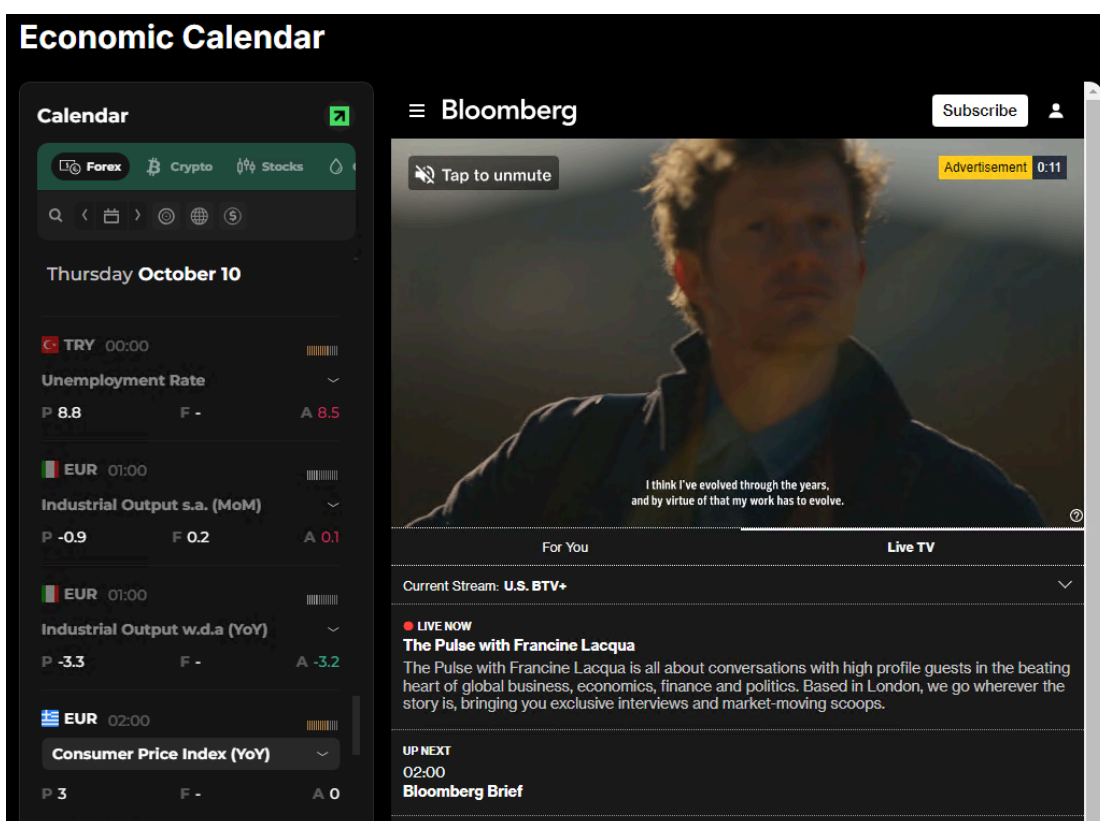 Economic Calendar
Calendar
Forex Crypto Stocks
Thursday October 10
TRY 00:00
Unemployment Rate
P 8.8 F - A 8.5
EUR 01:00
Industrial Output s.a. (MoM)
P -0.9 F 0.2 A 0.1
EUR 01:00
Industrial Output w.d.a (YoY)
P -3.3 F - A -3.2
EUR 02:00
Consumer Price Index (YoY)
P 3 F - A 0
Bloomberg
Subscribe
Tap to unmute
Advertisement 0:11
I think I've evolved through the years,
and by virtue of that my work has to evolve.
For You Live TV
Current Stream: U.S. BTV+
LIVE NOW
The Pulse with Francine Lacqua
The Pulse with Francine Lacqua is all about conversations with high profile guests in the beating
heart of global business, economics, finance and politics. Based in London, we go wherever the
story is, bringing you exclusive interviews and market-moving scoops.
UP NEXT
02:00
Bloomberg Brief